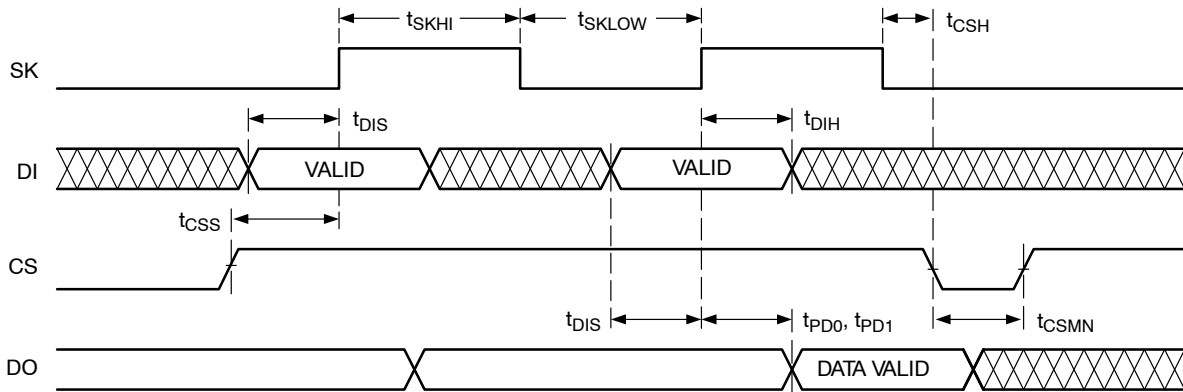 tSKHI tSKLOW tCSH
SK
tDIS tDIH
DI VALID VALID
tCSS
CS
tDIS tPD0, tPD1 tCSMN
DO DATA VALID